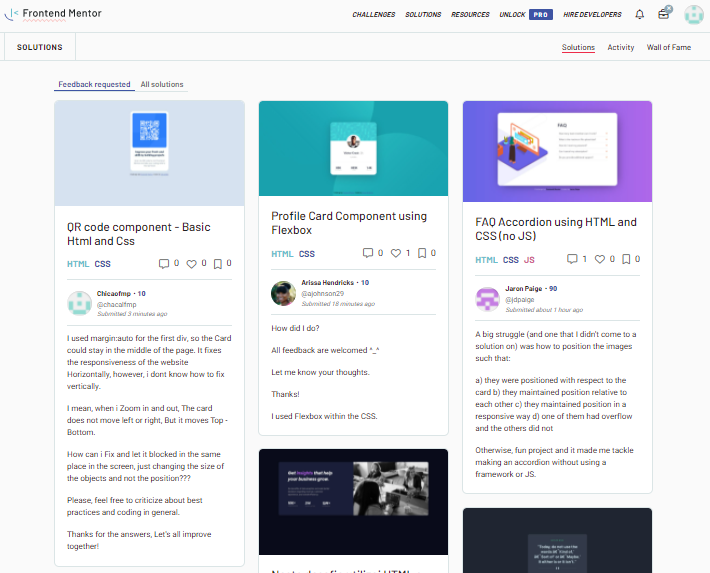 Frontend Mentor
CHALLENGES SOLUTIONS RESOURCES UNLOCK PRO HIRE DEVELOPERS
SOLUTIONS
Solutions Activity Wall of Fame
Feedback requested All solutions
QR code component - Basic
Html and Css
HTML CSS 0 0 0
Chicaofmp · 10
@chacalfmp
Submitted 3 minutes ago
I used margin:auto for the first div, so the Card
could stay in the middle of the page. It fixes
the responsiveness of the website
Horizontally, however, i dont know how to fix
vertically.
I mean, when i Zoom in and out, The card
does not move left or right, But it moves Top -
Bottom.
How can i Fix and let it blocked in the same
place in the screen, just changing the size of
the objects and not the position???
Please, feel free to criticize about best
practices and coding in general.
Thanks for the answers, Let's all improve
together!
Profile Card Component using
Flexbox
HTML CSS 0 1 0
Arissa Hendricks · 10
@ajohnson29
Submitted 18 minutes ago
How did I do?
All feedback are welcomed ^_^
Let me know your thoughts.
Thanks!
I used Flexbox within the CSS.
Get insights that help
your business grow.
FAQ
FAQ Accordion using HTML and
CSS (no JS)
HTML CSS JS 1 0 0
Jaron Paige · 90
@jdpaige
Submitted about 1 hour ago
A big struggle (and one that I didn't come to a
solution on) was how to position the images
such that:
a) they were positioned with respect to the
card b) they maintained position relative to
each other c) they maintained position in a
responsive way d) one of them had overflow
and the others did not
Otherwise, fun project and it made me tackle
making an accordion without using a
framework or JS.